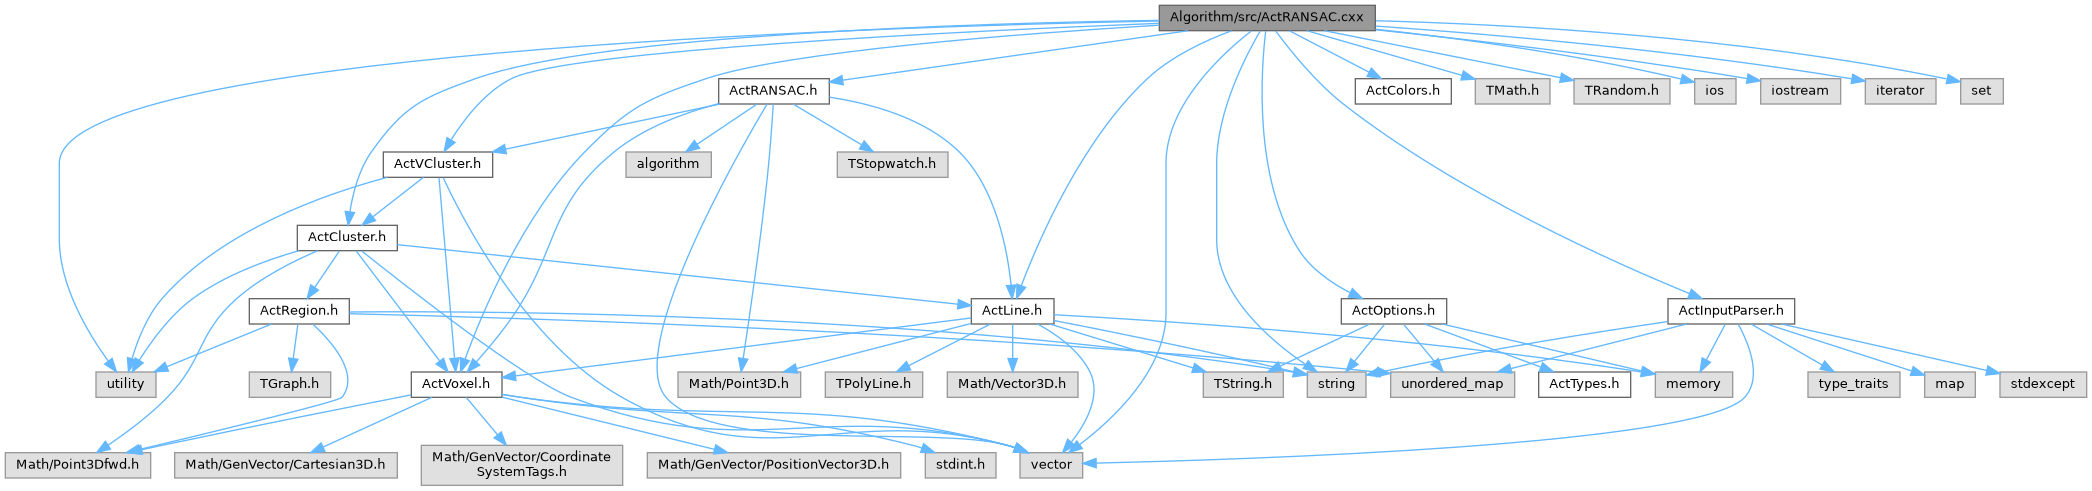 Algorithm/src/ActRANSAC.cxx
ActRANSAC.h
ActColors.h
TMath.h
TRandom.h
ios
iostream
iterator
set
ActVCluster.h
algorithm
TStopwatch.h
ActCluster.h
ActRegion.h
ActLine.h
ActOptions.h
ActInputParser.h
utility
TGraph.h
ActVoxel.h
Math/Point3D.h
TPolyLine.h
Math/Vector3D.h
TString.h
string
unordered_map
ActTypes.h
memory
type_traits
map
stdexcept
Math/Point3Dfwd.h
Math/GenVector/Cartesian3D.h
Math/GenVector/Coordinate
SystemTags.h
Math/GenVector/PositionVector3D.h
stdint.h
vector